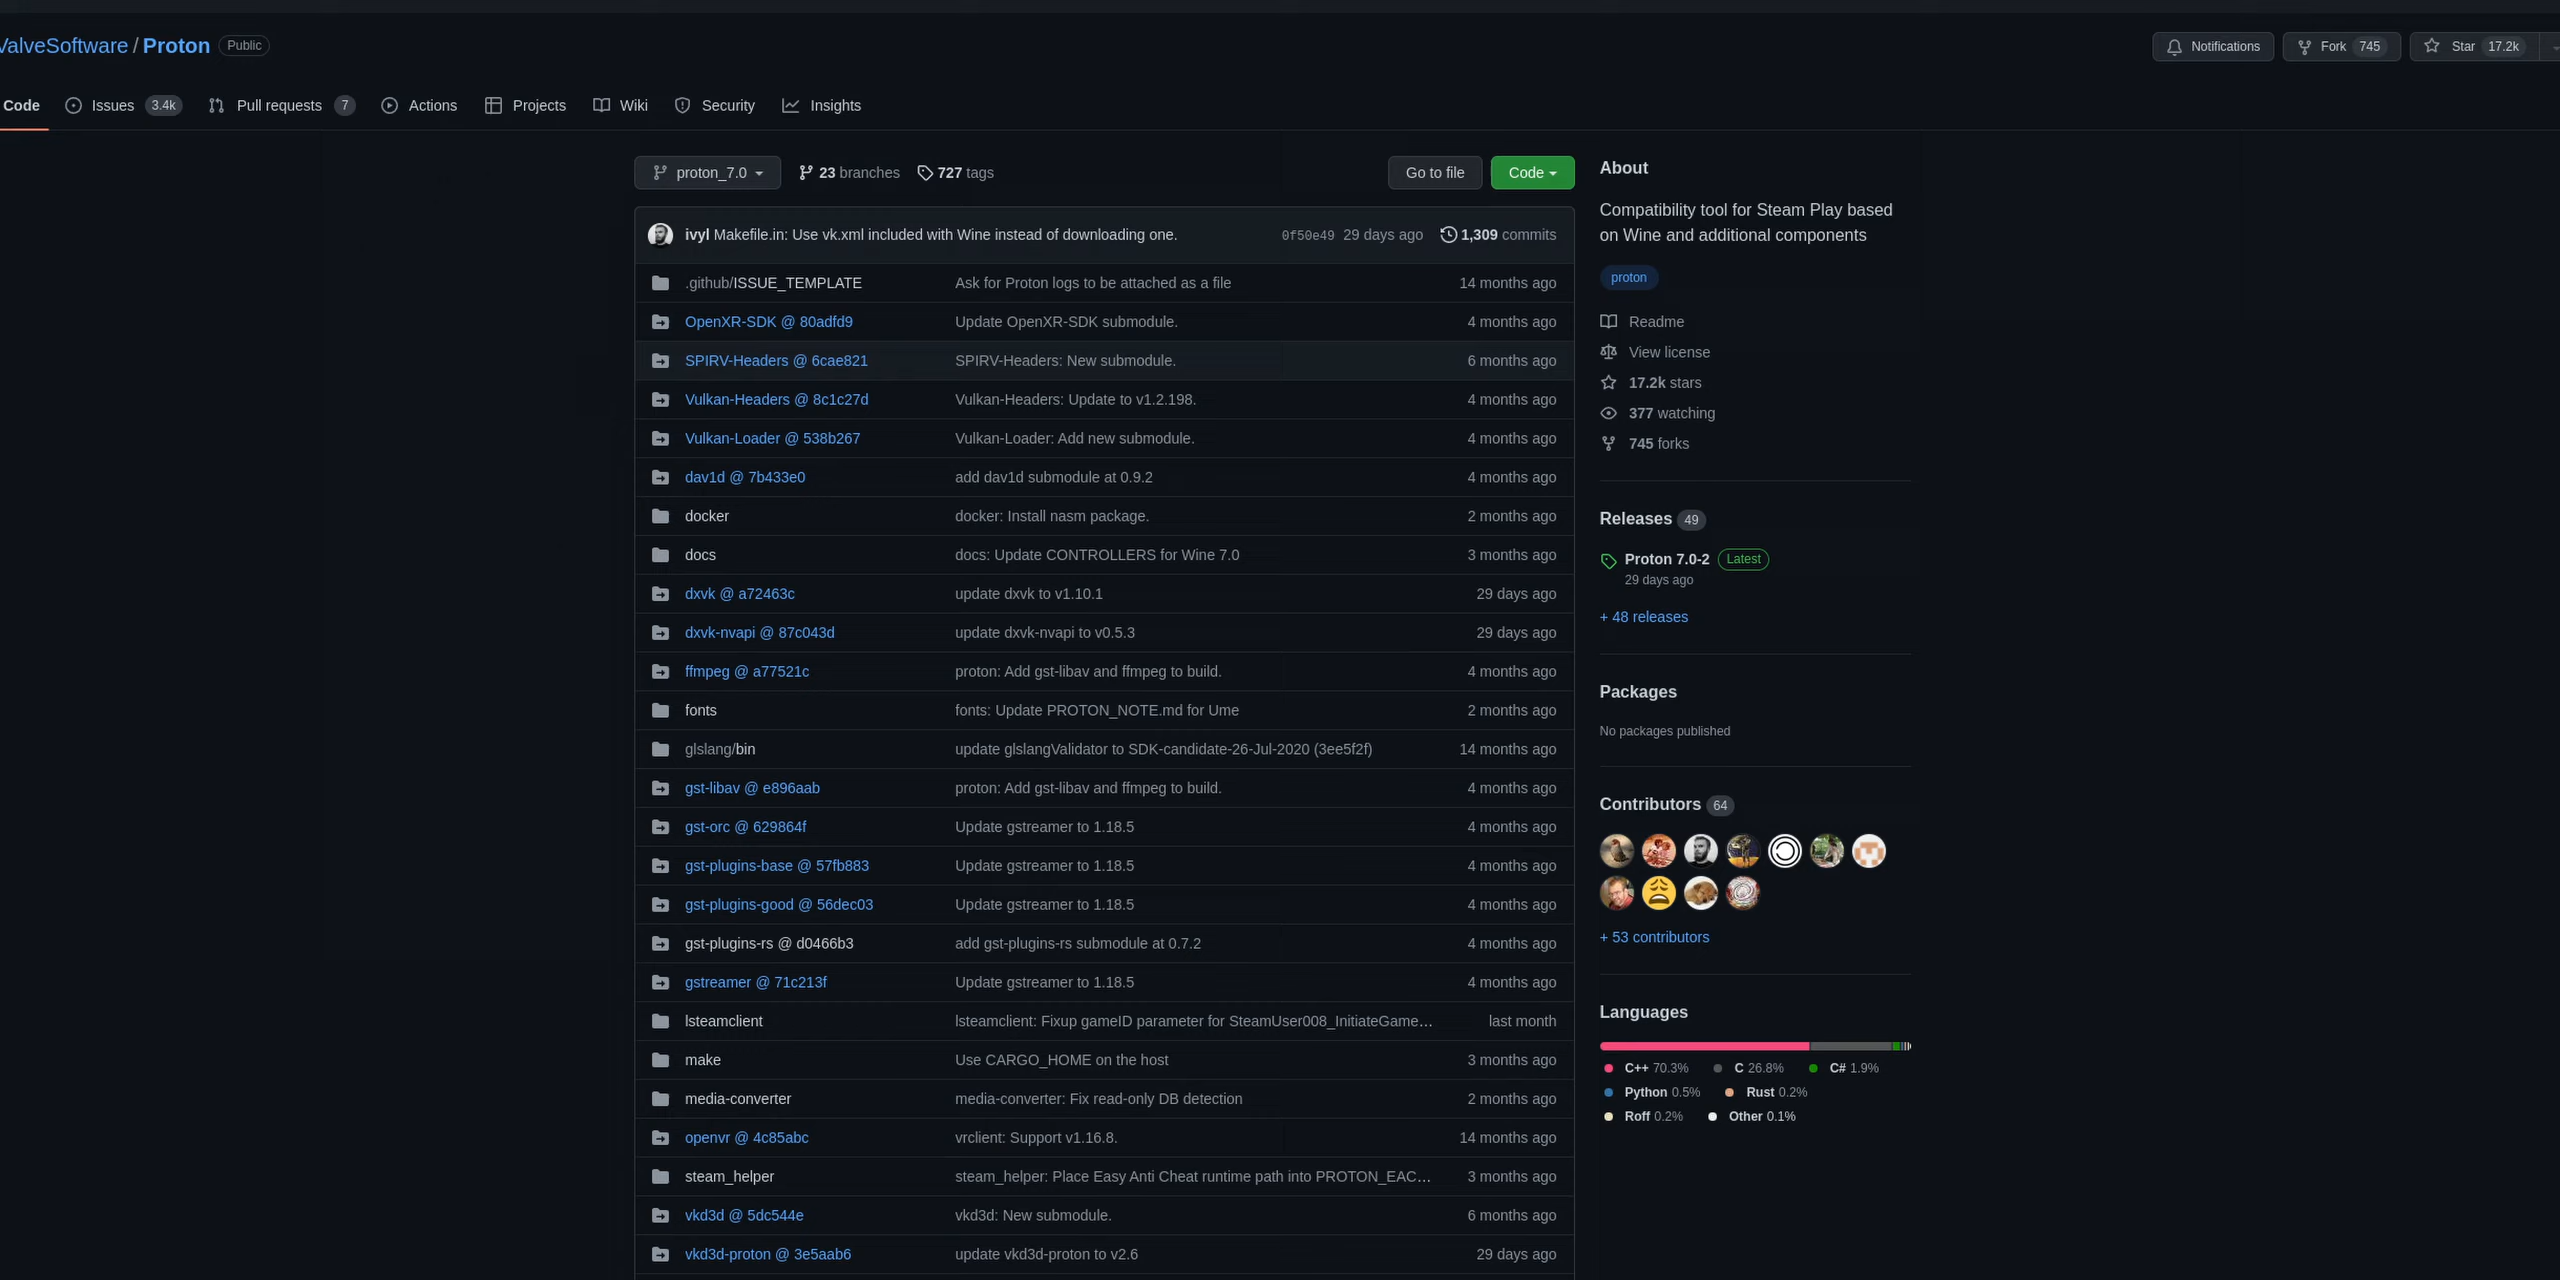 ValveSoftware / Proton Public
Notifications Fork 745 Star 17.2k
Code Issues 3.4k Pull requests 7 Actions Projects Wiki Security Insights
proton_7.0 23 branches 727 tags Go to file Code
ivyl Makefile.in: Use vk.xml included with Wine instead of downloading one. 0f50e49 29 days ago 1,309 commits
.github/ISSUE_TEMPLATE Ask for Proton logs to be attached as a file 14 months ago
OpenXR-SDK @ 80adfd9 Update OpenXR-SDK submodule. 4 months ago
SPIRV-Headers @ 6cae821 SPIRV-Headers: New submodule. 6 months ago
Vulkan-Headers @ 8c1c27d Vulkan-Headers: Update to v1.2.198. 4 months ago
Vulkan-Loader @ 538b267 Vulkan-Loader: Add new submodule. 4 months ago
dav1d @ 7b433e0 add dav1d submodule at 0.9.2 4 months ago
docker docker: Install nasm package. 2 months ago
docs docs: Update CONTROLLERS for Wine 7.0 3 months ago
dxvk @ a72463c update dxvk to v1.10.1 29 days ago
dxvk-nvapi @ 87c043d update dxvk-nvapi to v0.5.3 29 days ago
ffmpeg @ a77521c proton: Add gst-libav and ffmpeg to build. 4 months ago
fonts fonts: Update PROTON_NOTE.md for Ume 2 months ago
glslang/bin update glslangValidator to SDK-candidate-26-Jul-2020 (3ee5f2f) 14 months ago
gst-libav @ e896aab proton: Add gst-libav and ffmpeg to build. 4 months ago
gst-orc @ 629864f Update gstreamer to 1.18.5 4 months ago
gst-plugins-base @ 57fb883 Update gstreamer to 1.18.5 4 months ago
gst-plugins-good @ 56dec03 Update gstreamer to 1.18.5 4 months ago
gst-plugins-rs @ d0466b3 add gst-plugins-rs submodule at 0.7.2 4 months ago
gstreamer @ 71c213f Update gstreamer to 1.18.5 4 months ago
lsteamclient lsteamclient: Fixup gameID parameter for SteamUser008_InitiateGame… last month
make Use CARGO_HOME on the host 3 months ago
media-converter media-converter: Fix read-only DB detection 2 months ago
openvr @ 4c85abc vrclient: Support v1.16.8. 14 months ago
steam_helper steam_helper: Place Easy Anti Cheat runtime path into PROTON_EAC… 3 months ago
vkd3d @ 5dc544e vkd3d: New submodule. 6 months ago
vkd3d-proton @ 3e5aab6 update vkd3d-proton to v2.6 29 days ago
About
Compatibility tool for Steam Play based
on Wine and additional components
proton
Readme
View license
17.2k stars
377 watching
745 forks
Releases 49
Proton 7.0-2 Latest
29 days ago
+ 48 releases
Packages
No packages published
Contributors 64
+ 53 contributors
Languages
C++ 70.3% C 26.8% C# 1.9%
Python 0.5% Rust 0.2%
Roff 0.2% Other 0.1%